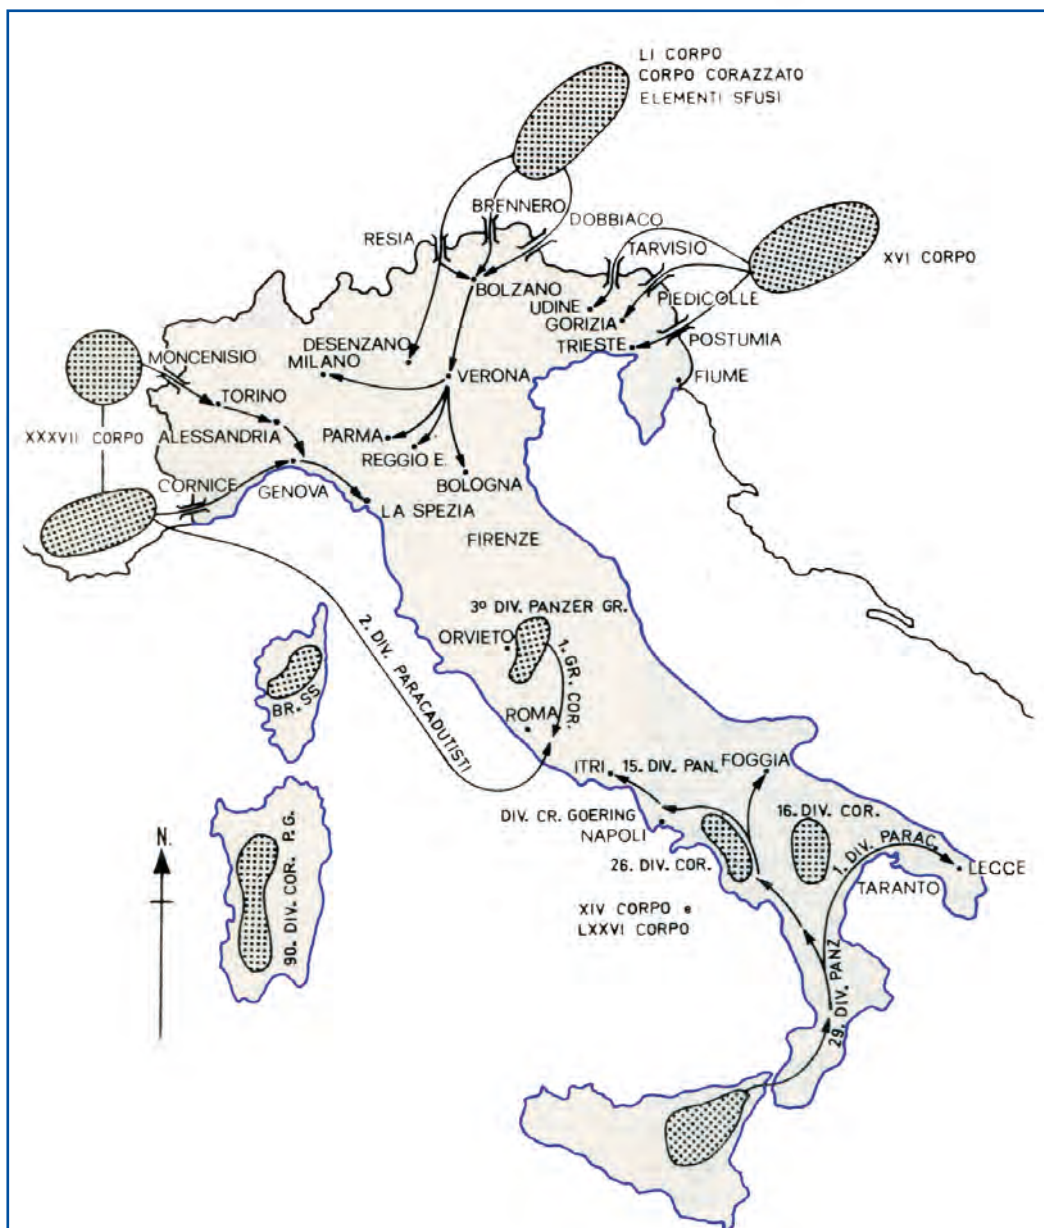 LI CORPO
CORPO CORAZZATO
ELEMENTI SFUSI
BRENNERO
DOBBIACO
RESIA
TARVISIO
XVI CORPO
BOLZANO
PIEDICOLLE
UDINE
GORIZIA
TRIESTE
POSTUMIA
DESENZANO
MILANO
MONCENISIO
VERONA
FIUME
TORINO
XXXVII CORPO
ALESSANDRIA
PARMA
REGGIO E.
CORNICE
GENOVA
BOLOGNA
LA SPEZIA
FIRENZE
3º DIV. PANZER GR.
ORVIETO
1. GR. COR.
2. DIV. PARACADUTISTI
BR. SS
ROMA
ITRI
15. DIV. PAN.
FOGGIA
N.
90. DIV. COR. P.G.
DIV. CR. GOERING
NAPOLI
16. DIV. COR.
26. DIV. COR.
1. DIV. PARAC.
LECCE
TARANTO
XIV CORPO e
LXXVI CORPO
29. DIV. PANZ